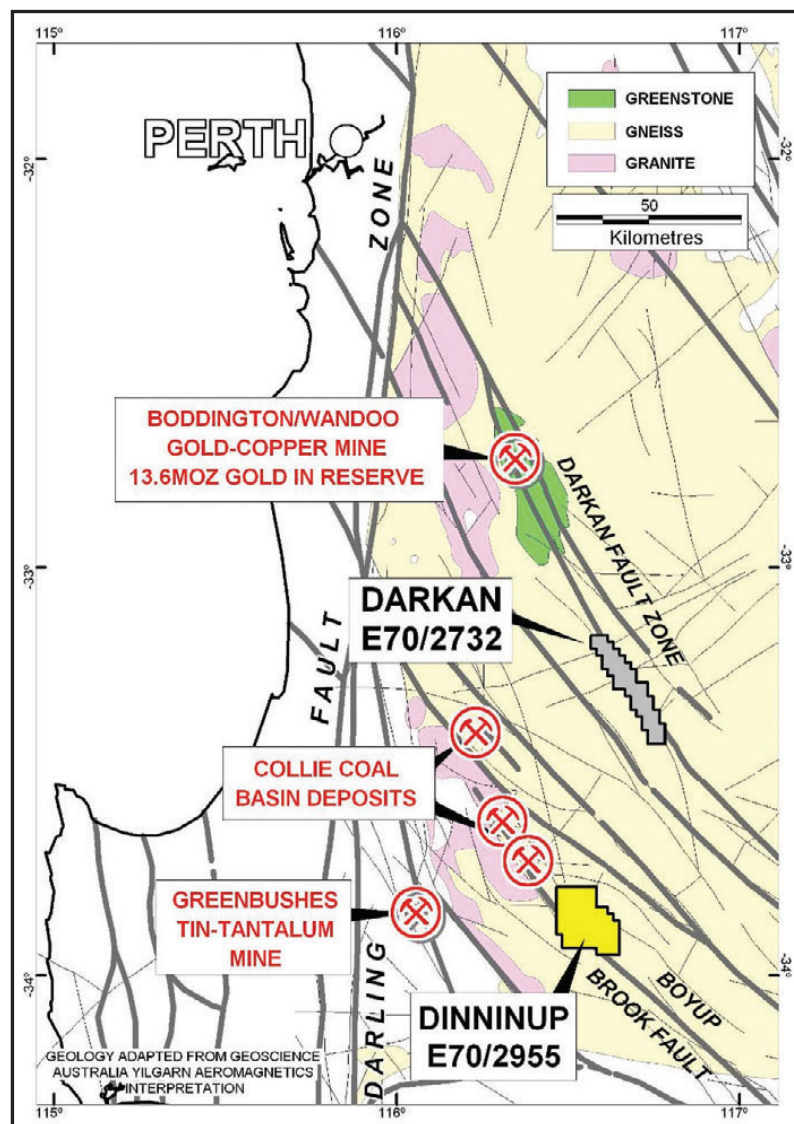 115°
116°
117°
GREENSTONE
GNEISS
GRANITE
50
Kilometres
PERTH
-32°
-32°
ZONE
BODDINGTON/WANDOO
GOLD-COPPER MINE
13.6MOZ GOLD IN RESERVE
DARKAN FAULT ZONE
-33°
-33°
DARKAN
E70/2732
FAULT
COLLIE COAL
BASIN DEPOSITS
GREENBUSHES
TIN-TANTALUM
MINE
-34°
-34°
DARLING
DINNINUP
E70/2955
BOYUP
BROOK FAULT
GEOLOGY ADAPTED FROM GEOSCIENCE
AUSTRALIA YILGARN AEROMAGNETICS
INTERPRETATION
115°
116°
117°